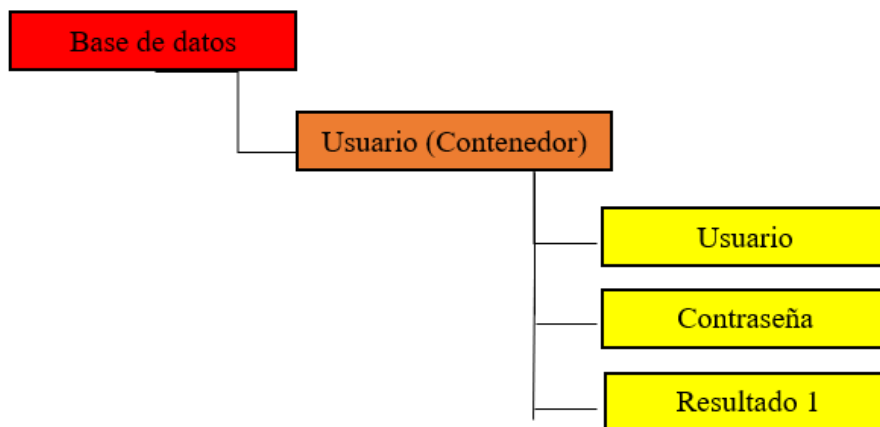 Base de datos
Usuario (Contenedor)
Usuario
Contraseña
Resultado 1